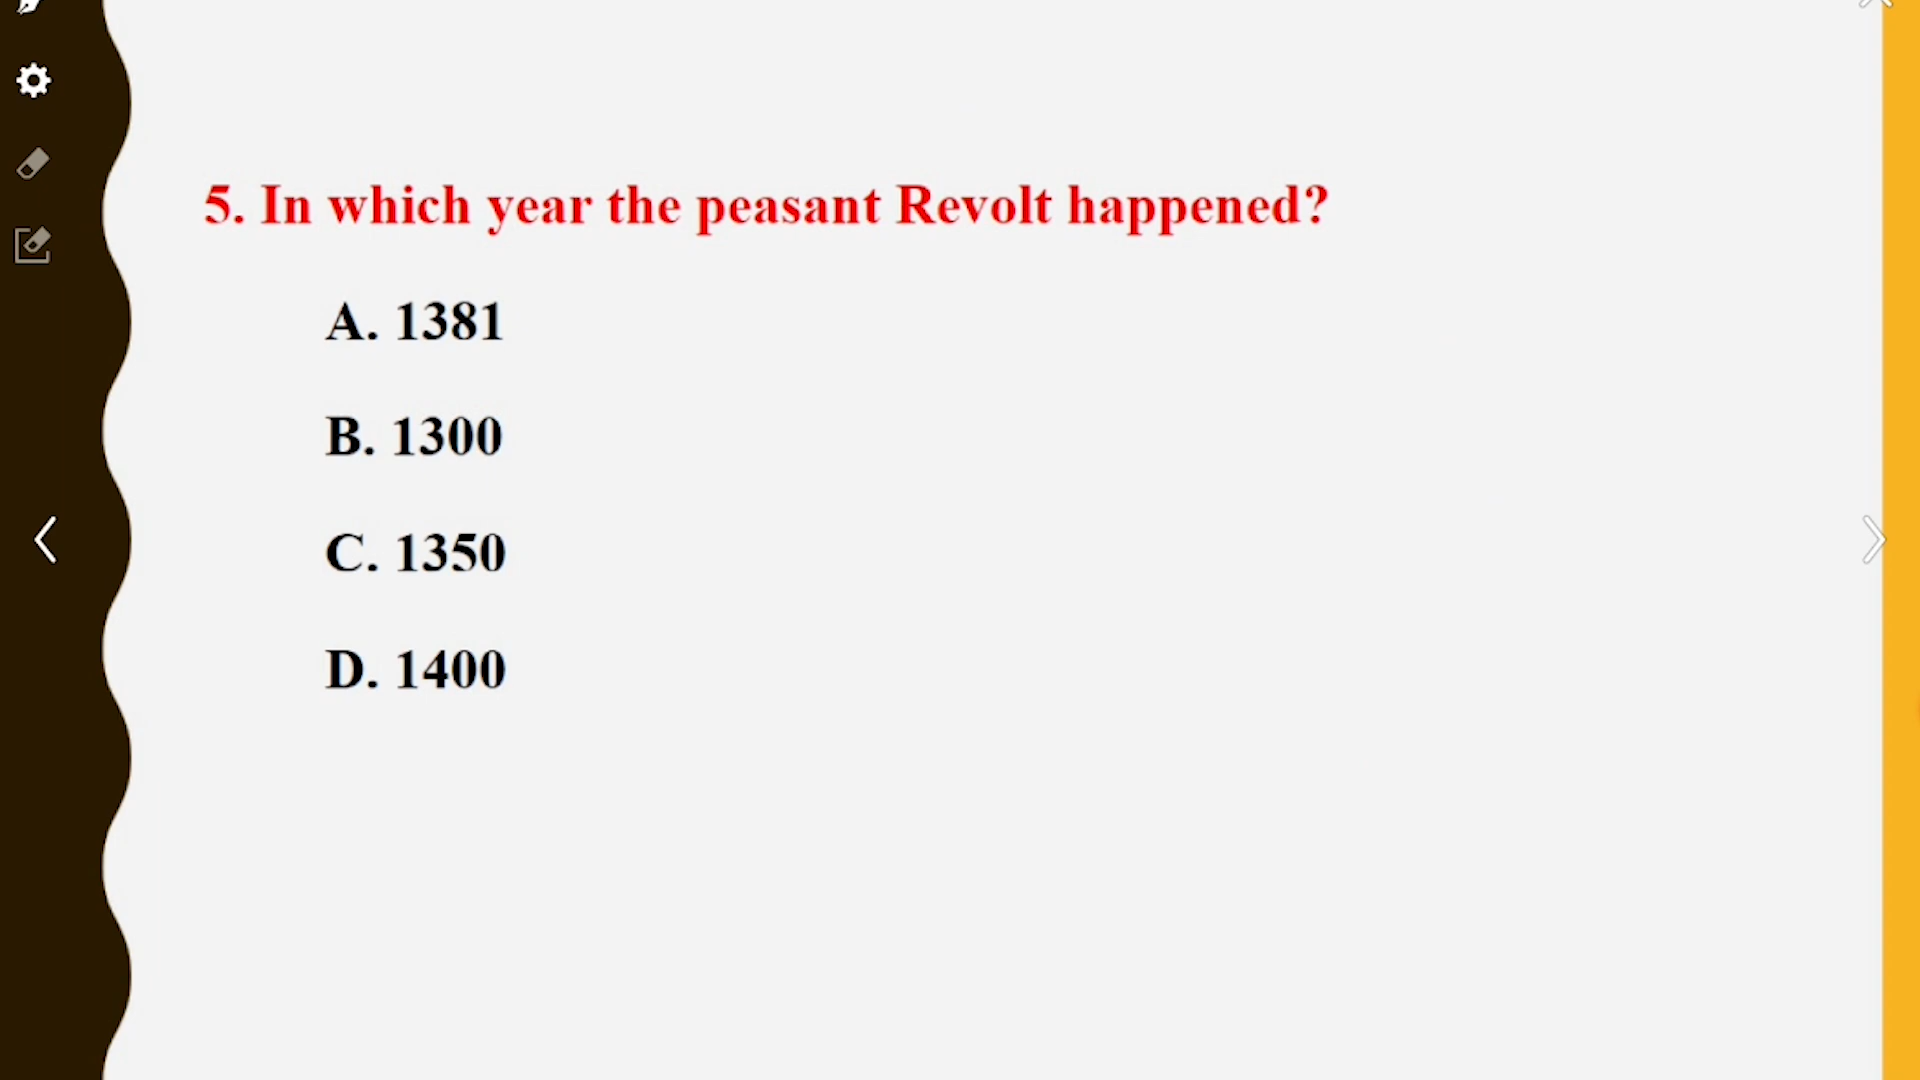 5. In which year the peasant Revolt happened?
A. 1381
B. 1300
C. 1350
D. 1400